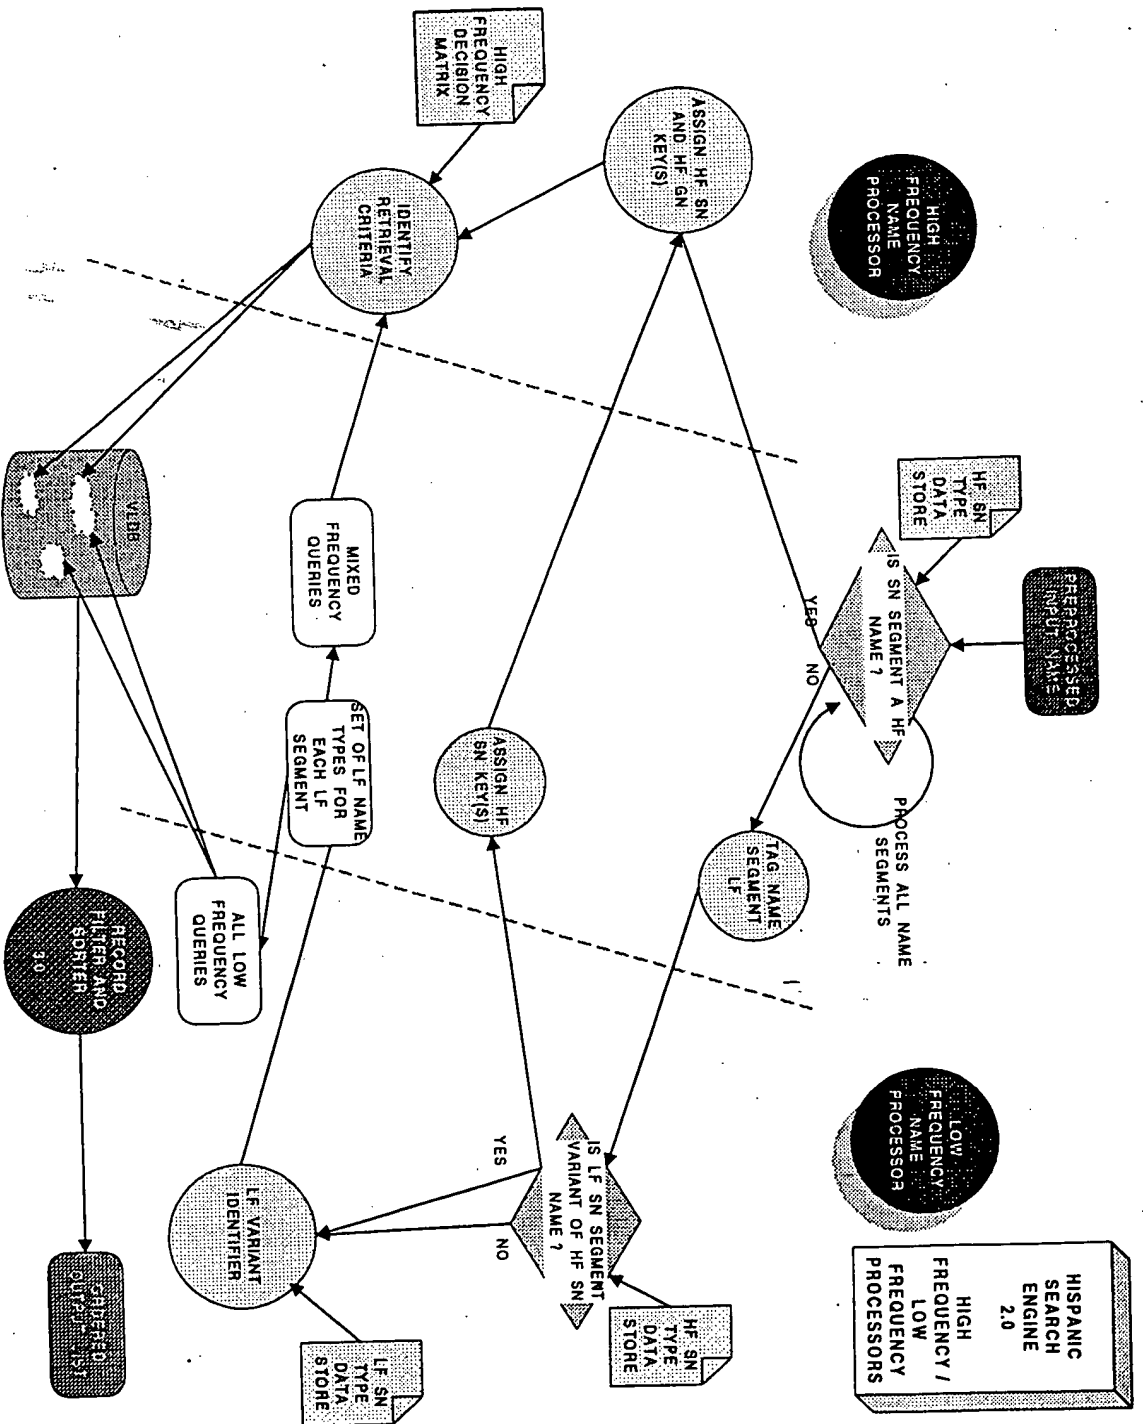 HISPANIC
SEARCH
ENGINE
2.0
HIGH
FREQUENCY /
LOW
FREQUENCY
PROCESSORS
HIGH
FREQUENCY
NAME
PROCESSOR
LOW
FREQUENCY
NAME
PROCESSOR
PREPROCESSED
INPUT NAME
HF SN
TYPE
DATA
STORE
IS SN SEGMENT A HF
NAME ?
YES
NO
PROCESS ALL NAME
SEGMENTS
ASSIGN HF SN
AND HF GN
KEY(S)
TAG NAME
SEGMENT
LF
HF SN
TYPE
DATA
STORE
IS LF SN SEGMENT
VARIANT OF HF SN
NAME ?
YES
NO
HIGH
FREQUENCY
DECISION
MATRIX
ASSIGN HF
SN KEY(S)
IDENTIFY
RETRIEVAL
CRITERIA
MIXED
FREQUENCY
QUERIES
SET OF LF NAME
TYPES FOR
EACH LF
SEGMENT
LF SN
TYPE
DATA
STORE
LF VARIANT
IDENTIFIER
ALL LOW
FREQUENCY
QUERIES
VLDB
RECORD
FILTER AND
SORTER
3.0
ORDERED
OUTPUT LIST